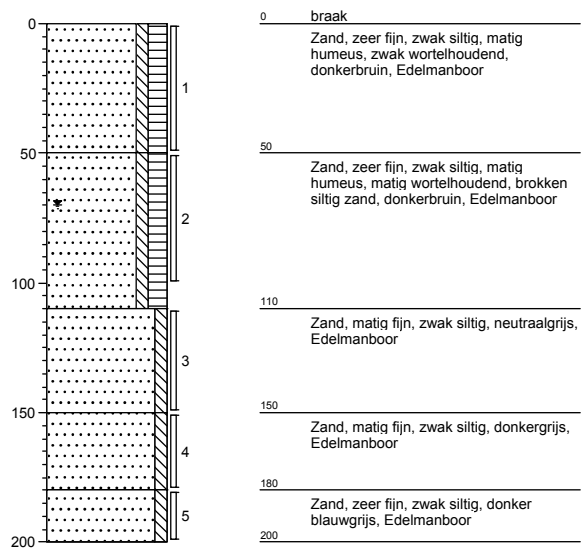 0
50
100
150
200
1
2
3
4
5
0 braak
Zand, zeer fijn, zwak siltig, matig
humeus, zwak wortelhoudend,
donkerbruin, Edelmanboor
50
Zand, zeer fijn, zwak siltig, matig
humeus, matig wortelhoudend, brokken
siltig zand, donkerbruin, Edelmanboor
110
Zand, matig fijn, zwak siltig, neutraalgrijs,
Edelmanboor
150
Zand, matig fijn, zwak siltig, donkergrijs,
Edelmanboor
180
Zand, zeer fijn, zwak siltig, donker
blauwgrijs, Edelmanboor
200